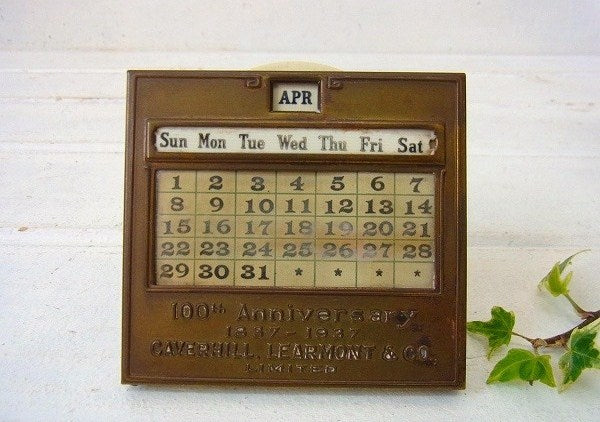 APR
Sun Mon Tue Wed Thu Fri Sat
1 2 3 4 5 6 7
8 9 10 11 12 13 14
15 16 17 18 19 20 21
22 23 24 25 26 27 28
29 30 31 * * * *
100th Anniversary
1837-1937
CAVERHILL, LEARMONT & CO.
LIMITED